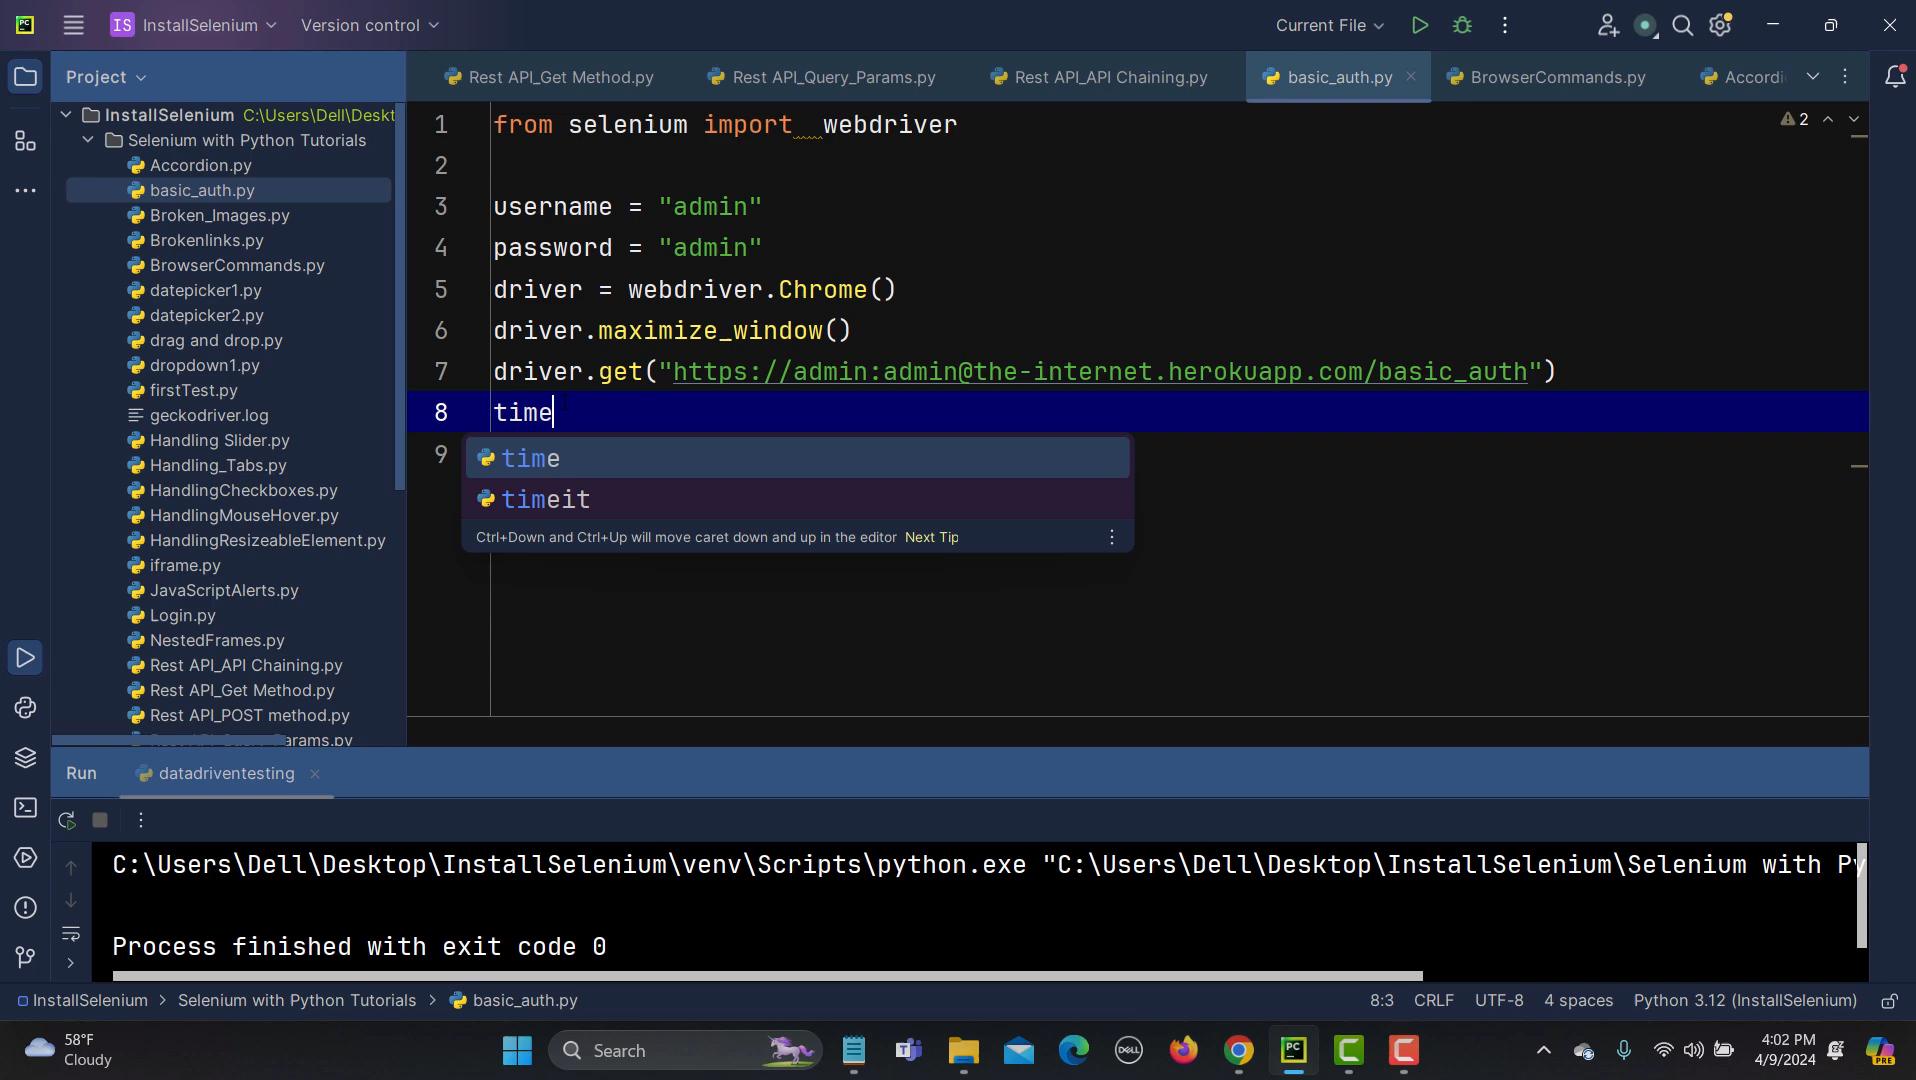 PC
IS InstallSelenium
Version control
Current File
Project
Rest API_Get Method.py
Rest API_Query_Params.py
Rest API_API Chaining.py
basic_auth.py
BrowserCommands.py
Accordi
InstallSelenium C:\Users\Dell\Deskt
Selenium with Python Tutorials
Accordion.py
basic_auth.py
Broken_Images.py
Brokenlinks.py
BrowserCommands.py
datepicker1.py
datepicker2.py
drag and drop.py
dropdown1.py
firstTest.py
geckodriver.log
Handling Slider.py
Handling_Tabs.py
HandlingCheckboxes.py
HandlingMouseHover.py
HandlingResizeableElement.py
iframe.py
JavaScriptAlerts.py
Login.py
NestedFrames.py
Rest API_API Chaining.py
Rest API_Get Method.py
Rest API_POST method.py
1 from selenium import  webdriver
2
3 username = "admin"
4 password = "admin"
5 driver = webdriver.Chrome()
6 driver.maximize_window()
7 driver.get("https://admin:admin@the-internet.herokuapp.com/basic_auth")
8 time
9
2
time
timeit
Ctrl+Down and Ctrl+Up will move caret down and up in the editor Next Tip
Run
datadriventesting
C:\Users\Dell\Desktop\InstallSelenium\venv\Scripts\python.exe "C:\Users\Dell\Desktop\InstallSelenium\Selenium with Py
Process finished with exit code 0
InstallSelenium > Selenium with Python Tutorials > basic_auth.py
8:3 CRLF UTF-8 4 spaces Python 3.12 (InstallSelenium)
58°F
Cloudy
Search
DELL
PC
4:02 PM
4/9/2024
PRE